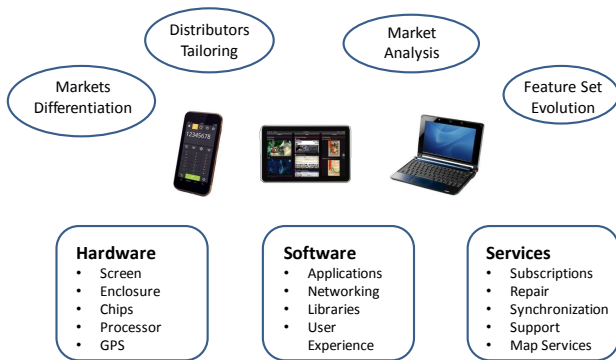 Distributors
Tailoring
Market
Analysis
Markets
Differentiation
Feature Set
Evolution
12345678
Hardware
• Screen
• Enclosure
• Chips
• Processor
• GPS
Software
• Applications
• Networking
• Libraries
• User
Experience
Services
• Subscriptions
• Repair
• Synchronization
• Support
• Map Services